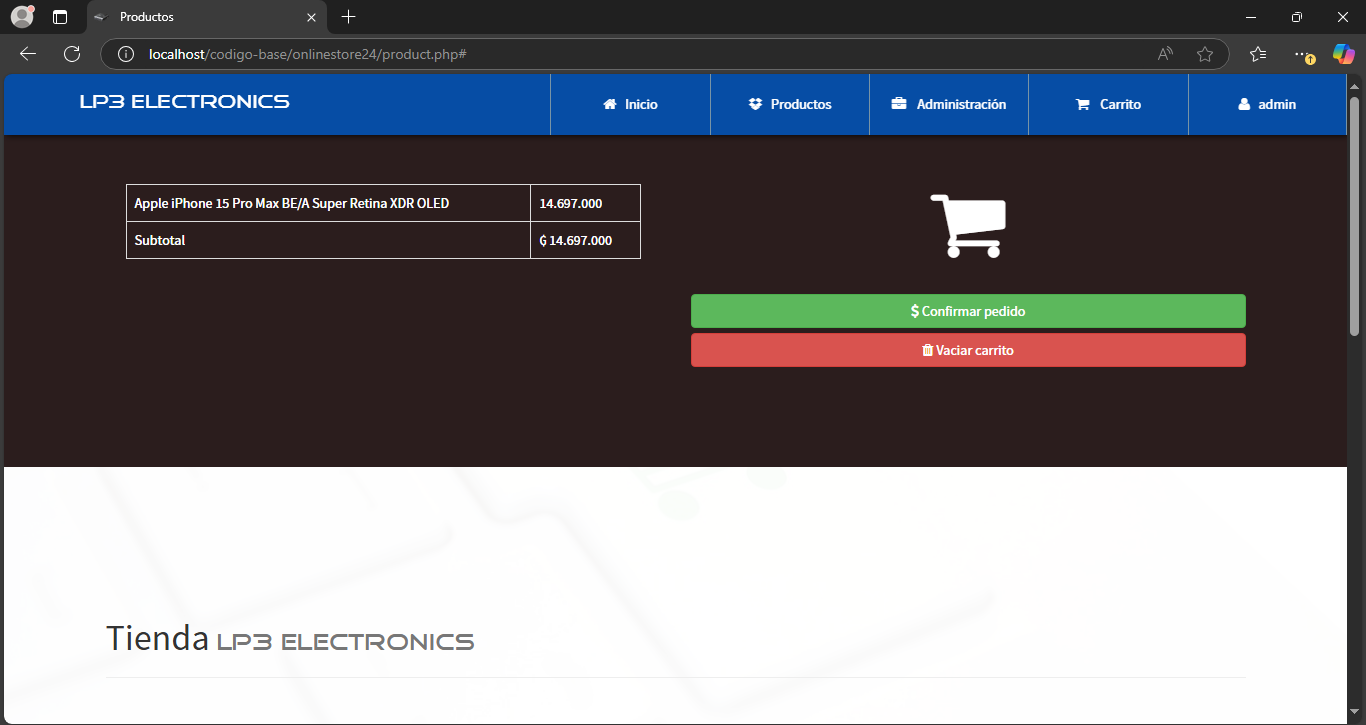 Productos
localhost/codigo-base/onlinestore24/product.php#
LP3 ELECTRONICS
Inicio
Productos
Administración
Carrito
admin
Apple iPhone 15 Pro Max BE/A Super Retina XDR OLED 14.697.000
Subtotal ₲ 14.697.000
$ Confirmar pedido
Vaciar carrito
Tienda LP3 ELECTRONICS